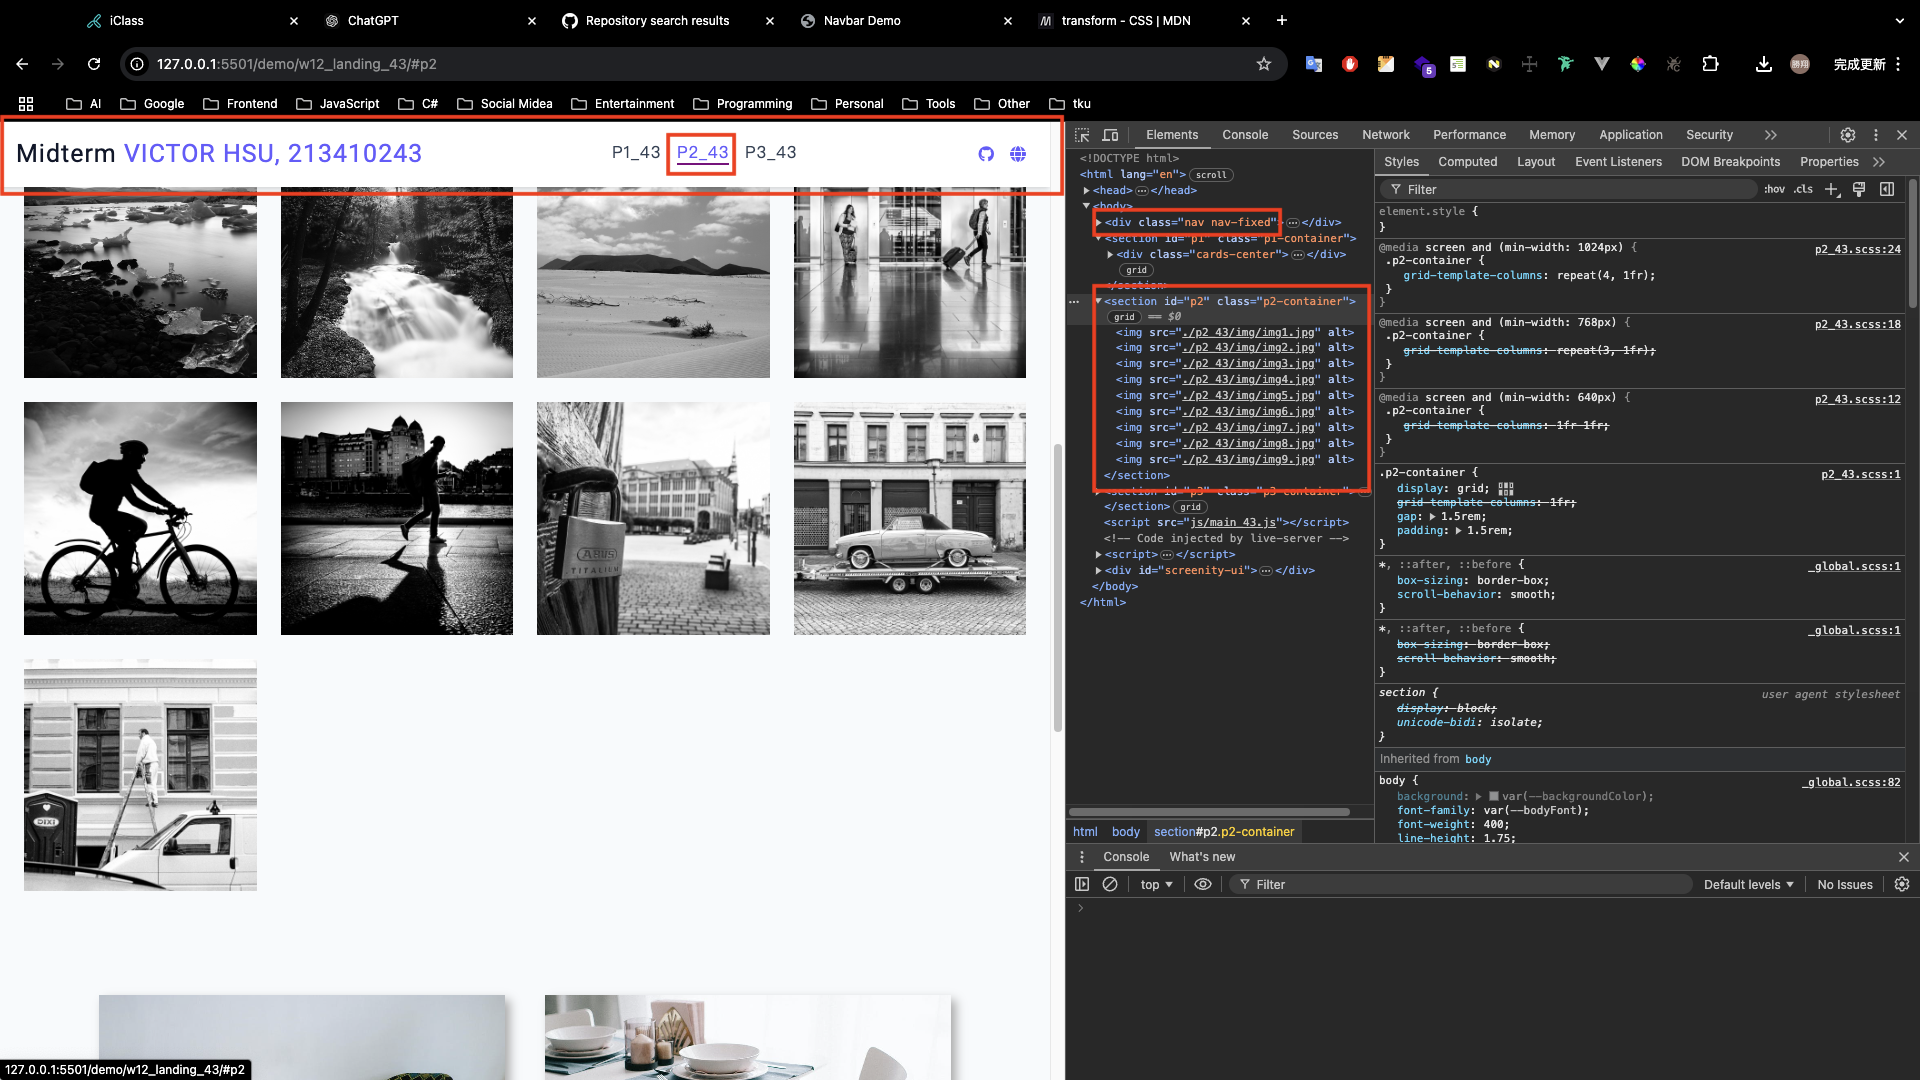 iClass
ChatGPT
Repository search results
Navbar Demo
transform - CSS | MDN
127.0.0.1:5501/demo/w12_landing_43/#p2
5
完成更新
AI
Google
Frontend
JavaScript
C#
Social Midea
Entertainment
Programming
Personal
Tools
Other
tku
Midterm VICTOR HSU, 213410243
P1_43
P2_43
P3_43
ABUS
TITALIUM
DIXI
127.0.0.1:5501/demo/w12_landing_43/#p2
Elements
Console
Sources
Network
Performance
Memory
Application
Security
<!DOCTYPE html>
<html lang="en"> scroll
<head> </head>
<body>
<div class="nav nav-fixed"> </div>
<section id="p1" class="p1-container">
<div class="cards-center"> </div>
grid
</section>
<section id="p2" class="p2-container">
grid == $0
<img src="./p2_43/img/img1.jpg" alt>
<img src="./p2_43/img/img2.jpg" alt>
<img src="./p2_43/img/img3.jpg" alt>
<img src="./p2_43/img/img4.jpg" alt>
<img src="./p2_43/img/img5.jpg" alt>
<img src="./p2_43/img/img6.jpg" alt>
<img src="./p2_43/img/img7.jpg" alt>
<img src="./p2_43/img/img8.jpg" alt>
<img src="./p2_43/img/img9.jpg" alt>
</section>
<section id="p3" class="p3-container">
</section> grid
<script src="js/main_43.js"></script>
<!-- Code injected by live-server -->
<script> </script>
<div id="screenity-ui"> </div>
</body>
</html>
html
body
section#p2.p2-container
Styles
Computed
Layout
Event Listeners
DOM Breakpoints
Properties
Filter
:hov
.cls
element.style {
}
@media screen and (min-width: 1024px) {
p2_43.scss:24
.p2-container {
grid-template-columns: repeat(4, 1fr);
}
}
@media screen and (min-width: 768px) {
p2_43.scss:18
.p2-container {
grid-template-columns: repeat(3, 1fr);
}
}
@media screen and (min-width: 640px) {
p2_43.scss:12
.p2-container {
grid-template-columns: 1fr 1fr;
}
}
.p2-container {
p2_43.scss:1
display: grid;
grid-template-columns: 1fr;
gap: 1.5rem;
padding: 1.5rem;
}
*, ::after, ::before {
_global.scss:1
box-sizing: border-box;
scroll-behavior: smooth;
}
*, ::after, ::before {
_global.scss:1
box-sizing: border-box;
scroll-behavior: smooth;
}
section {
user agent stylesheet
display: block;
unicode-bidi: isolate;
}
Inherited from body
body {
_global.scss:82
background: var(--backgroundColor);
font-family: var(--bodyFont);
font-weight: 400;
line-height: 1.75;
Console
What's new
top
Filter
Default levels
No Issues